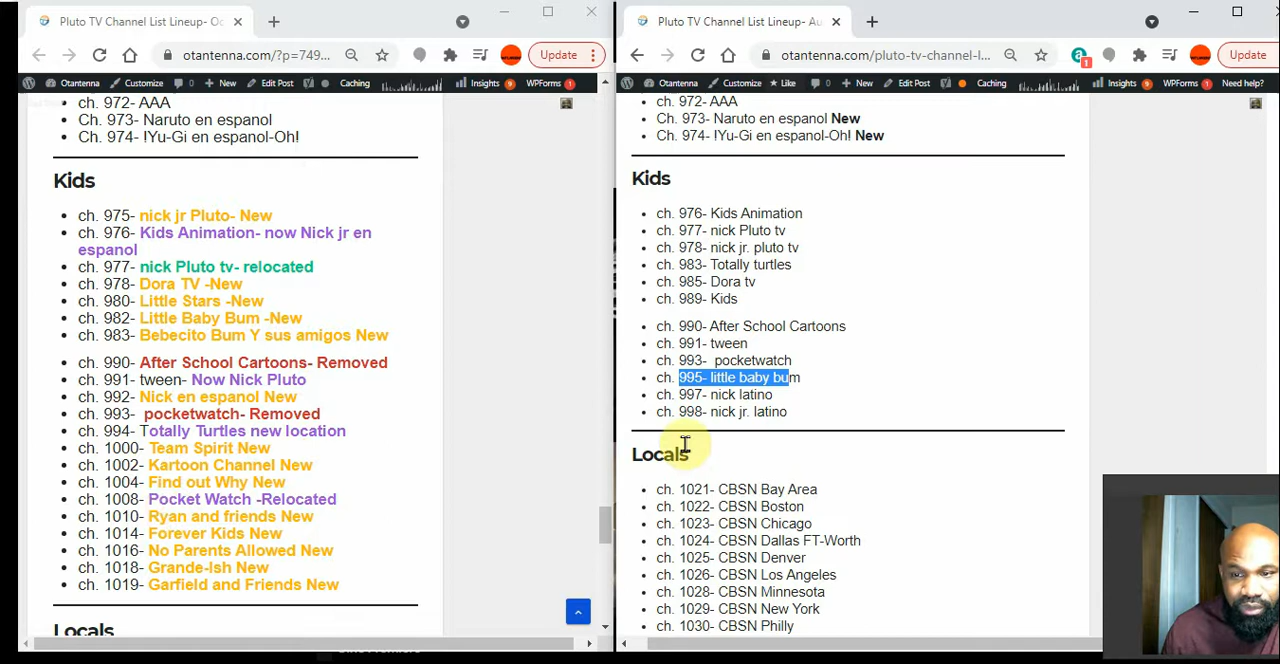 Pluto TV Channel List Lineup- Oc
otantenna.com/?p=749...
Update
Otantenna Customize 0 New Edit Post Caching Insights 9 WPForms 1
ch. 972- AAA
Ch. 973- Naruto en espanol
Ch. 974- !Yu-Gi en espanol-Oh!
Kids
ch. 975- nick jr Pluto- New
ch. 976- Kids Animation- now Nick jr en
espanol
ch. 977- nick Pluto tv- relocated
ch. 978- Dora TV -New
ch. 980- Little Stars -New
ch. 982- Little Baby Bum -New
ch. 983- Bebecito Bum Y sus amigos New
ch. 990- After School Cartoons- Removed
ch. 991- tween- Now Nick Pluto
ch. 992- Nick en espanol New
ch. 993- pocketwatch- Removed
ch. 994- Totally Turtles new location
ch. 1000- Team Spirit New
ch. 1002- Kartoon Channel New
ch. 1004- Find out Why New
ch. 1008- Pocket Watch -Relocated
ch. 1010- Ryan and friends New
ch. 1014- Forever Kids New
ch. 1016- No Parents Allowed New
ch. 1018- Grande-Ish New
ch. 1019- Garfield and Friends New
Locals
Pluto TV Channel List Lineup- Au
otantenna.com/pluto-tv-channel-l...
1
Update
Otantenna Customize Like 0 New Edit Post Caching Insights 9 WPForms 1 Need help?
ch. 972- AAA
Ch. 973- Naruto en espanol New
Ch. 974- !Yu-Gi en espanol-Oh! New
Kids
ch. 976- Kids Animation
ch. 977- nick Pluto tv
ch. 978- nick jr. pluto tv
ch. 983- Totally turtles
ch. 985- Dora tv
ch. 989- Kids
ch. 990- After School Cartoons
ch. 991- tween
ch. 993- pocketwatch
ch. 995- little baby bum
ch. 997- nick latino
ch. 998- nick jr. latino
Locals
ch. 1021- CBSN Bay Area
ch. 1022- CBSN Boston
ch. 1023- CBSN Chicago
ch. 1024- CBSN Dallas FT-Worth
ch. 1025- CBSN Denver
ch. 1026- CBSN Los Angeles
ch. 1028- CBSN Minnesota
ch. 1029- CBSN New York
ch. 1030- CBSN Philly